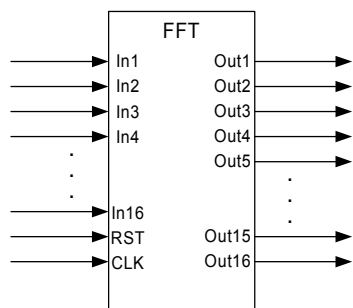 FFT
In1 Out1
In2 Out2
In3 Out3
In4 Out4
Out5
In16
RST Out15
CLK Out16